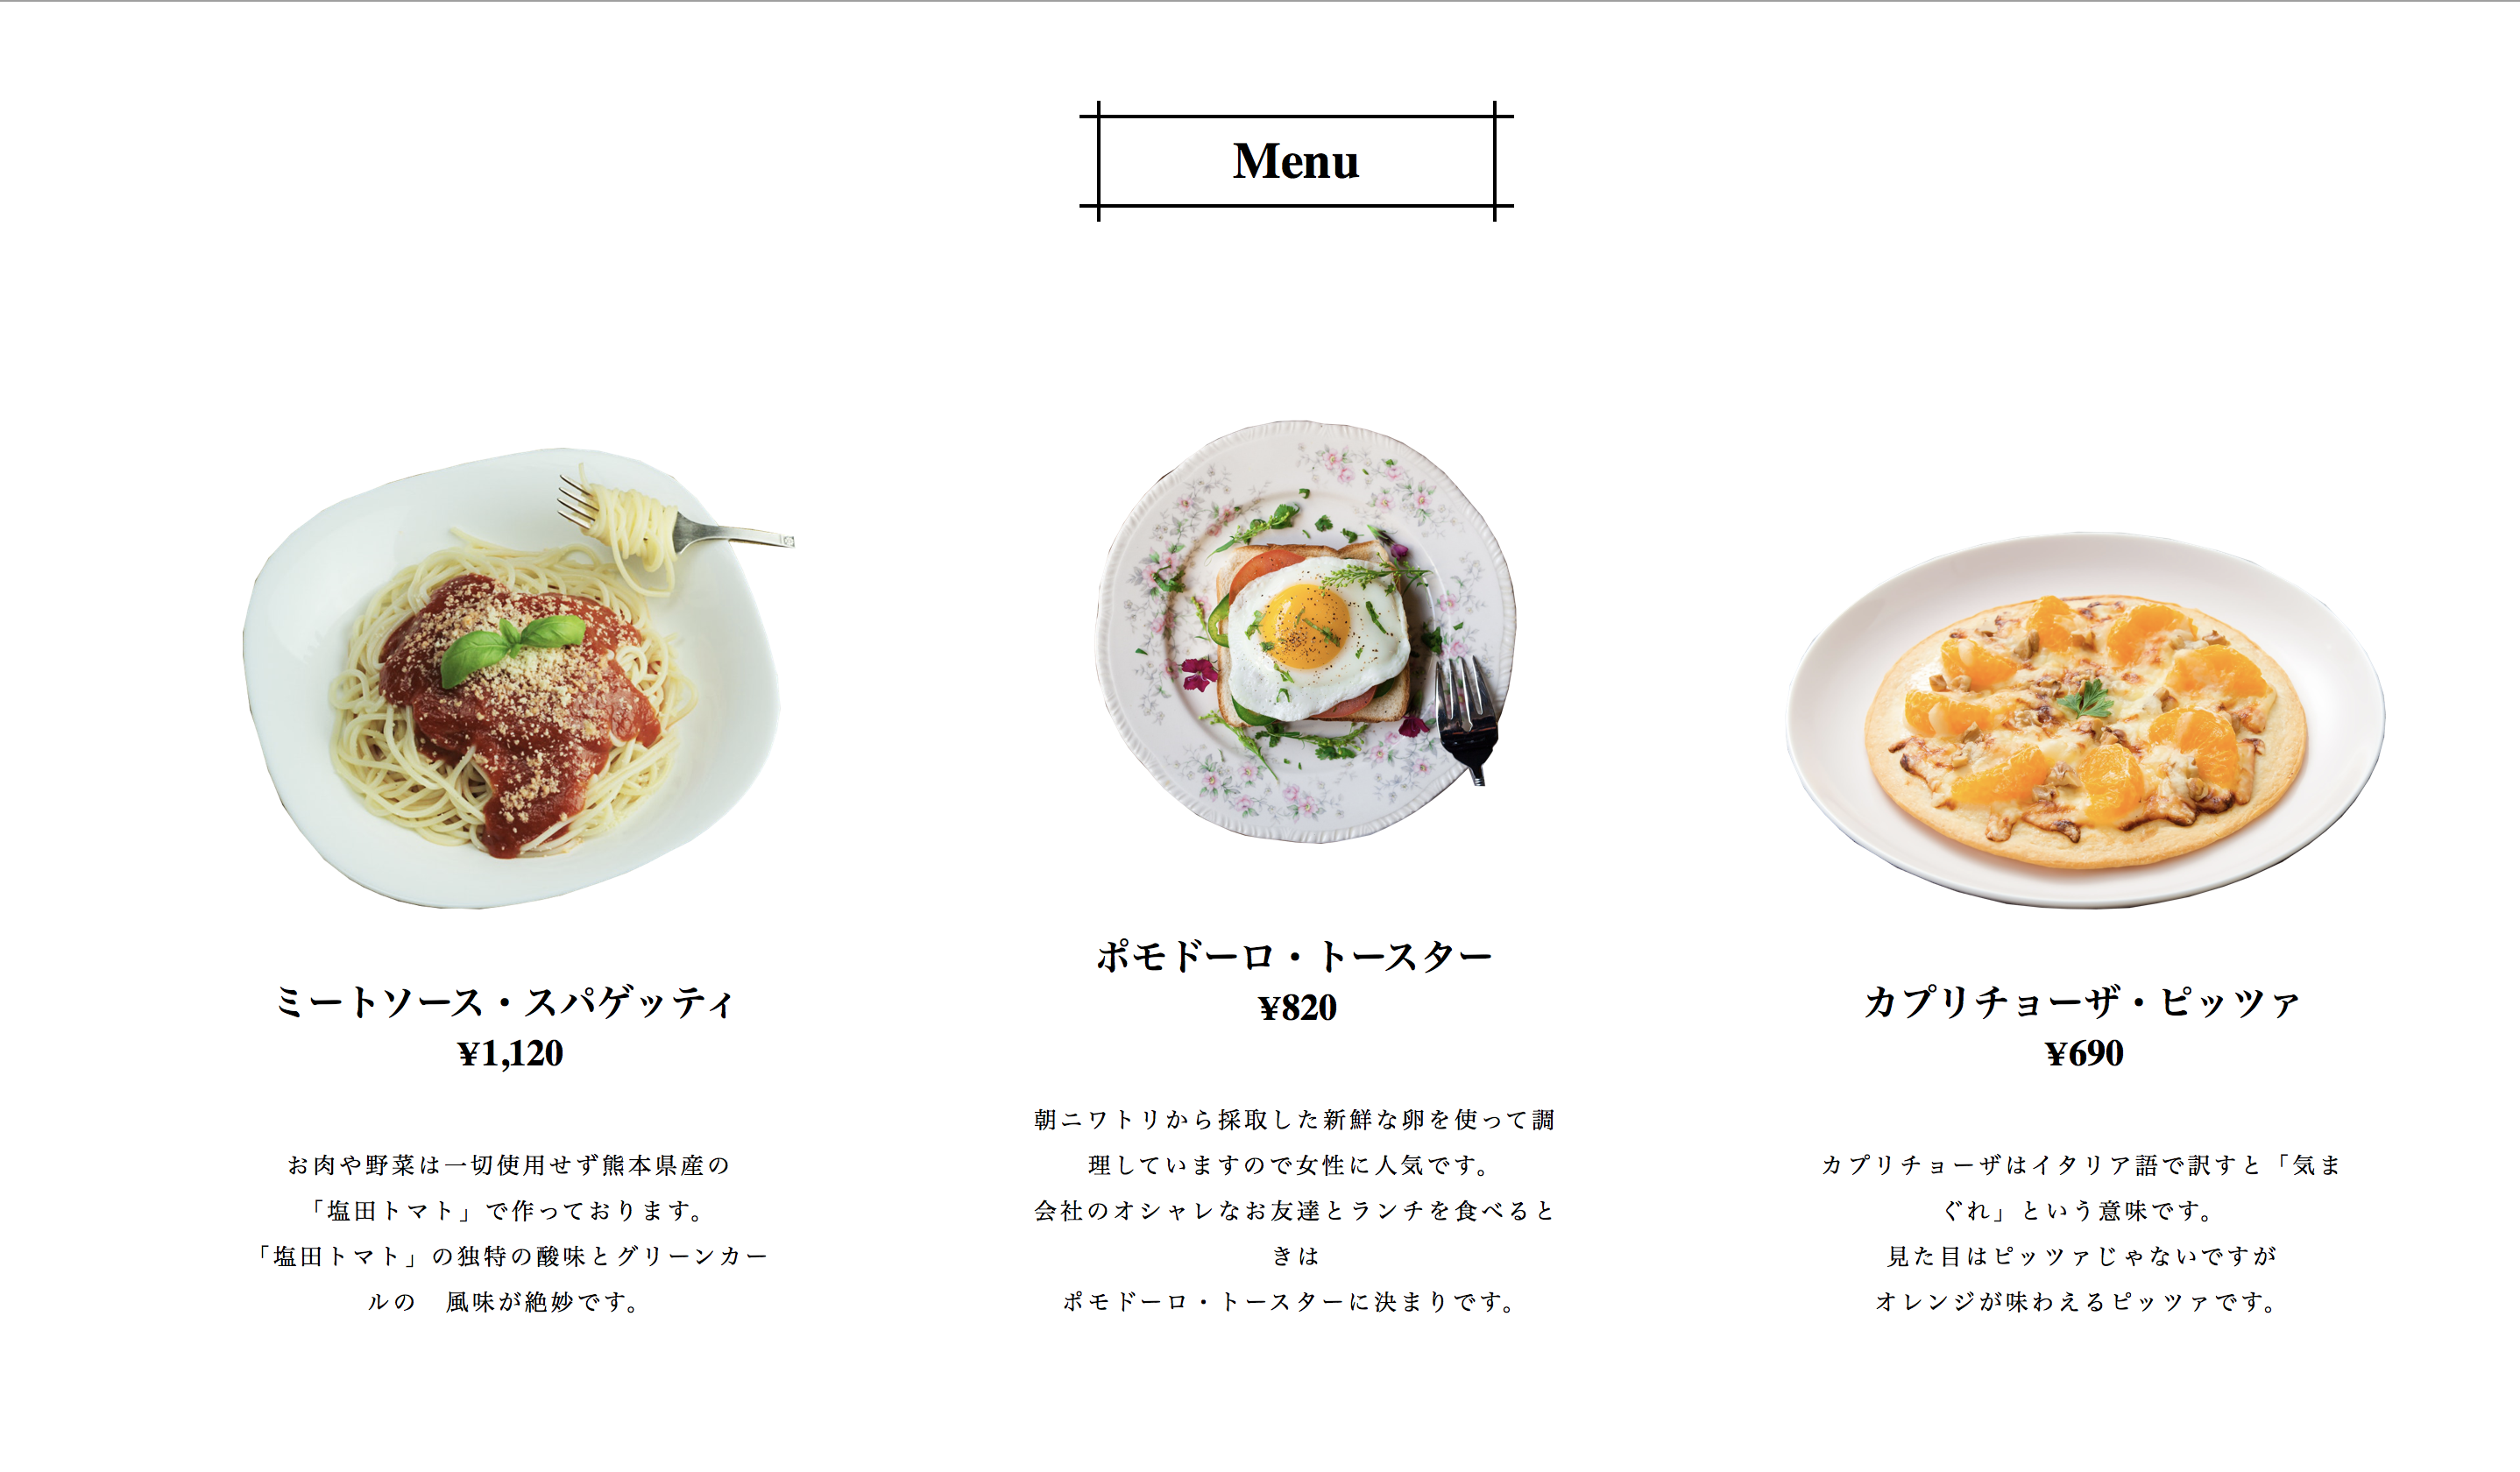 Menu
ミートソース・スパゲッティ
¥1,120
お肉や野菜は一切使用せず熊本県産の
「塩田トマト」で作っております。
「塩田トマト」の独特の酸味とグリーンカー
ルの　風味が絶妙です。
ポモドーロ・トースター
¥820
朝ニワトリから採取した新鮮な卵を使って調
理していますので女性に人気です。
会社のオシャレなお友達とランチを食べると
きは
ポモドーロ・トースターに決まりです。
カプリチョーザ・ピッツァ
¥690
カプリチョーザはイタリア語で訳すと「気ま
ぐれ」という意味です。
見た目はピッツァじゃないですが
オレンジが味わえるピッツァです。